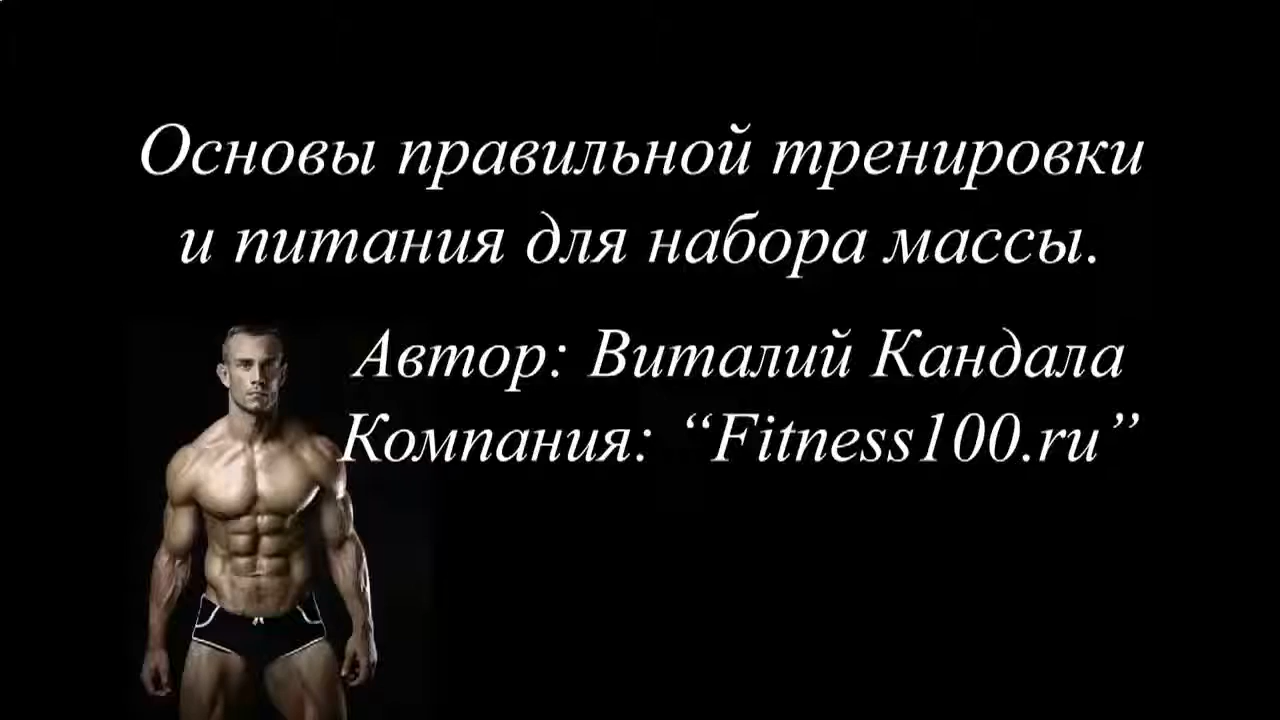 Основы правильной тренировки
и питания для набора массы.
Автор: Виталий Кандала
Компания: “Fitness100.ru”